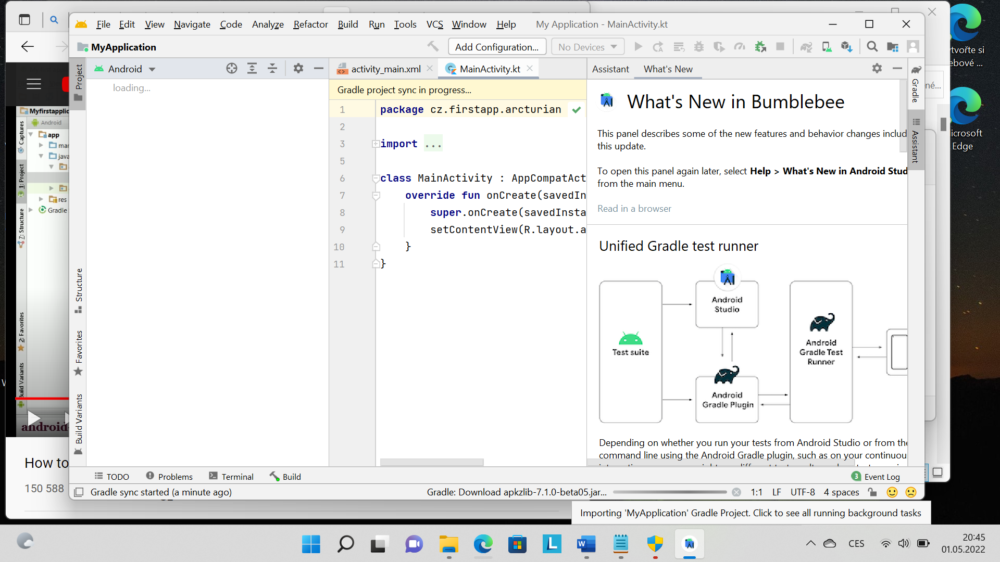 File Edit View Navigate Code Analyze Refactor Build Run Tools VCS Window Help My Application - MainActivity.kt
MyApplication
Add Configuration...
No Devices
Project
Android
loading...
activity_main.xml
MainActivity.kt
Gradle project sync in progress...
1 package cz.firstapp.arcturian
2
3 import ...
5
6 class MainActivity : AppCompatAct
7 override fun onCreate(savedIn
8 super.onCreate(savedInsta
9 setContentView(R.layout.a
10 }
11 }
Assistant What's New
What's New in Bumblebee
This panel describes some of the new features and behavior changes includ
this update.
To open this panel again later, select Help > What's New in Android Stud
from the main menu.
Read in a browser
Unified Gradle test runner
Test suite
Android
Studio
Android
Gradle Plugin
Android
Gradle Test
Runner
Depending on whether you run your tests from Android Studio or from the
command line using the Android Gradle plugin, such as on your continuou
Gradle
Assistant
Structure
Favorites
Build Variants
TODO Problems Terminal Build
3 Event Log
Gradle sync started (a minute ago)
Gradle: Download apkzlib-7.1.0-beta05.jar...
1:1 LF UTF-8 4 spaces
Importing 'MyApplication' Gradle Project. Click to see all running background tasks
Myfirstapplic
Android
app
mar
java
res
Gradle
Captures
1: Project
7: Structure
2: Favorites
Build Variants
android-
How to
150 588
ytvořte si
ebové ...
né...
icrosoft
Edge
W
CES
20:45
01.05.2022